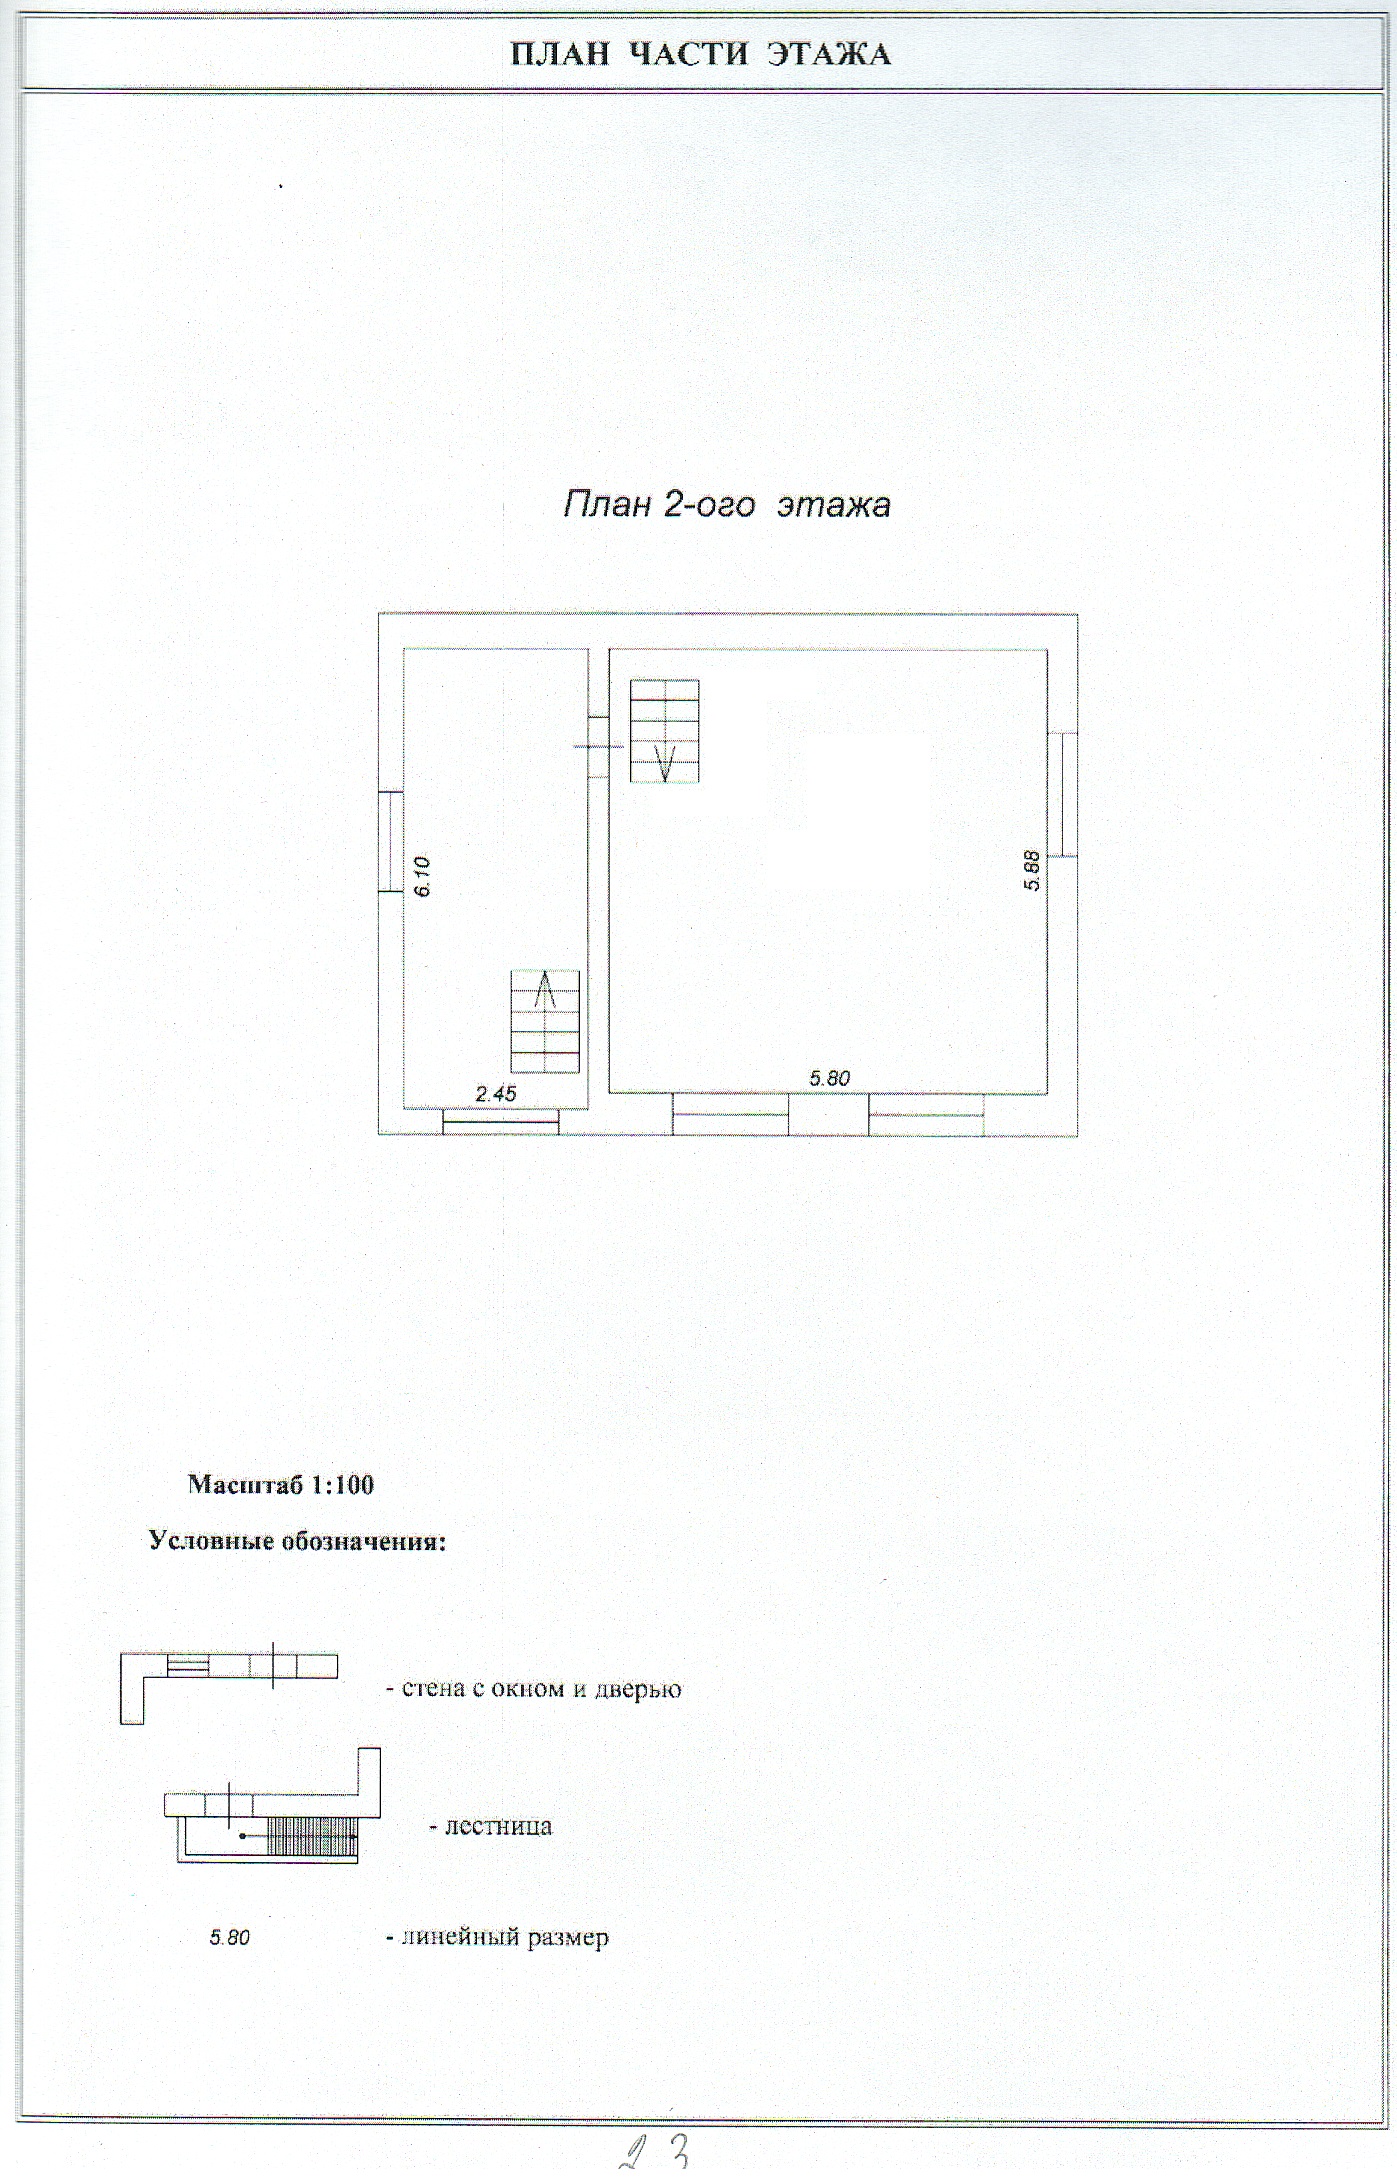 ПЛАН ЧАСТИ ЭТАЖА
План 2-ого этажа
6.10
5.88
5.80
2.45
Масштаб 1:100
Условные обозначения:
- стена с окном и дверью
- лестница
5.80 - линейный размер
23